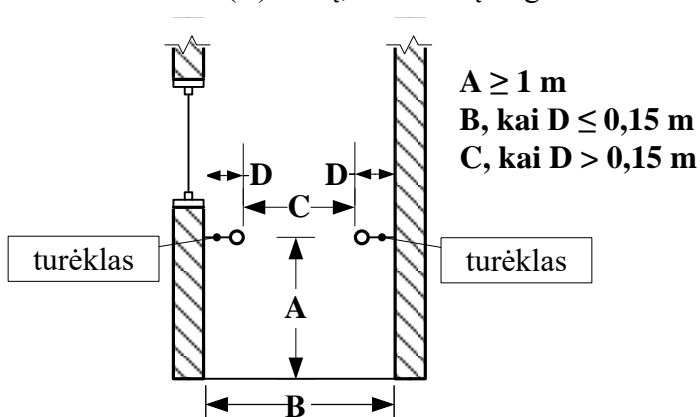 A ≥ 1 m
B, kai D ≤ 0,15 m
C, kai D > 0,15 m
D
D
C
turėklas
turėklas
A
B